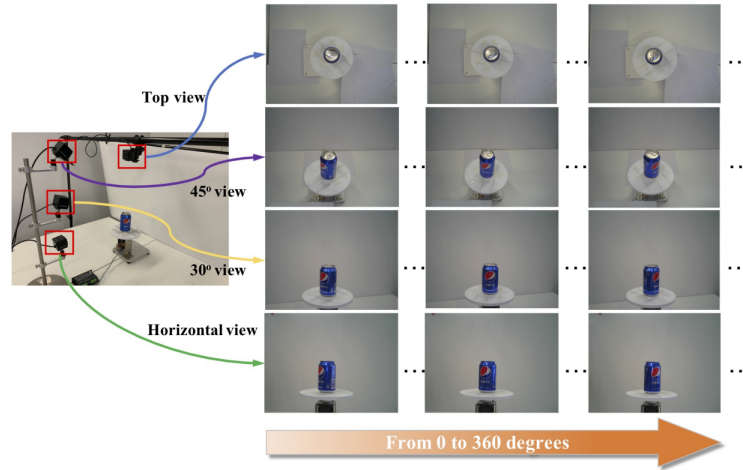 Top view
45° view
30° view
Horizontal view
From 0 to 360 degrees